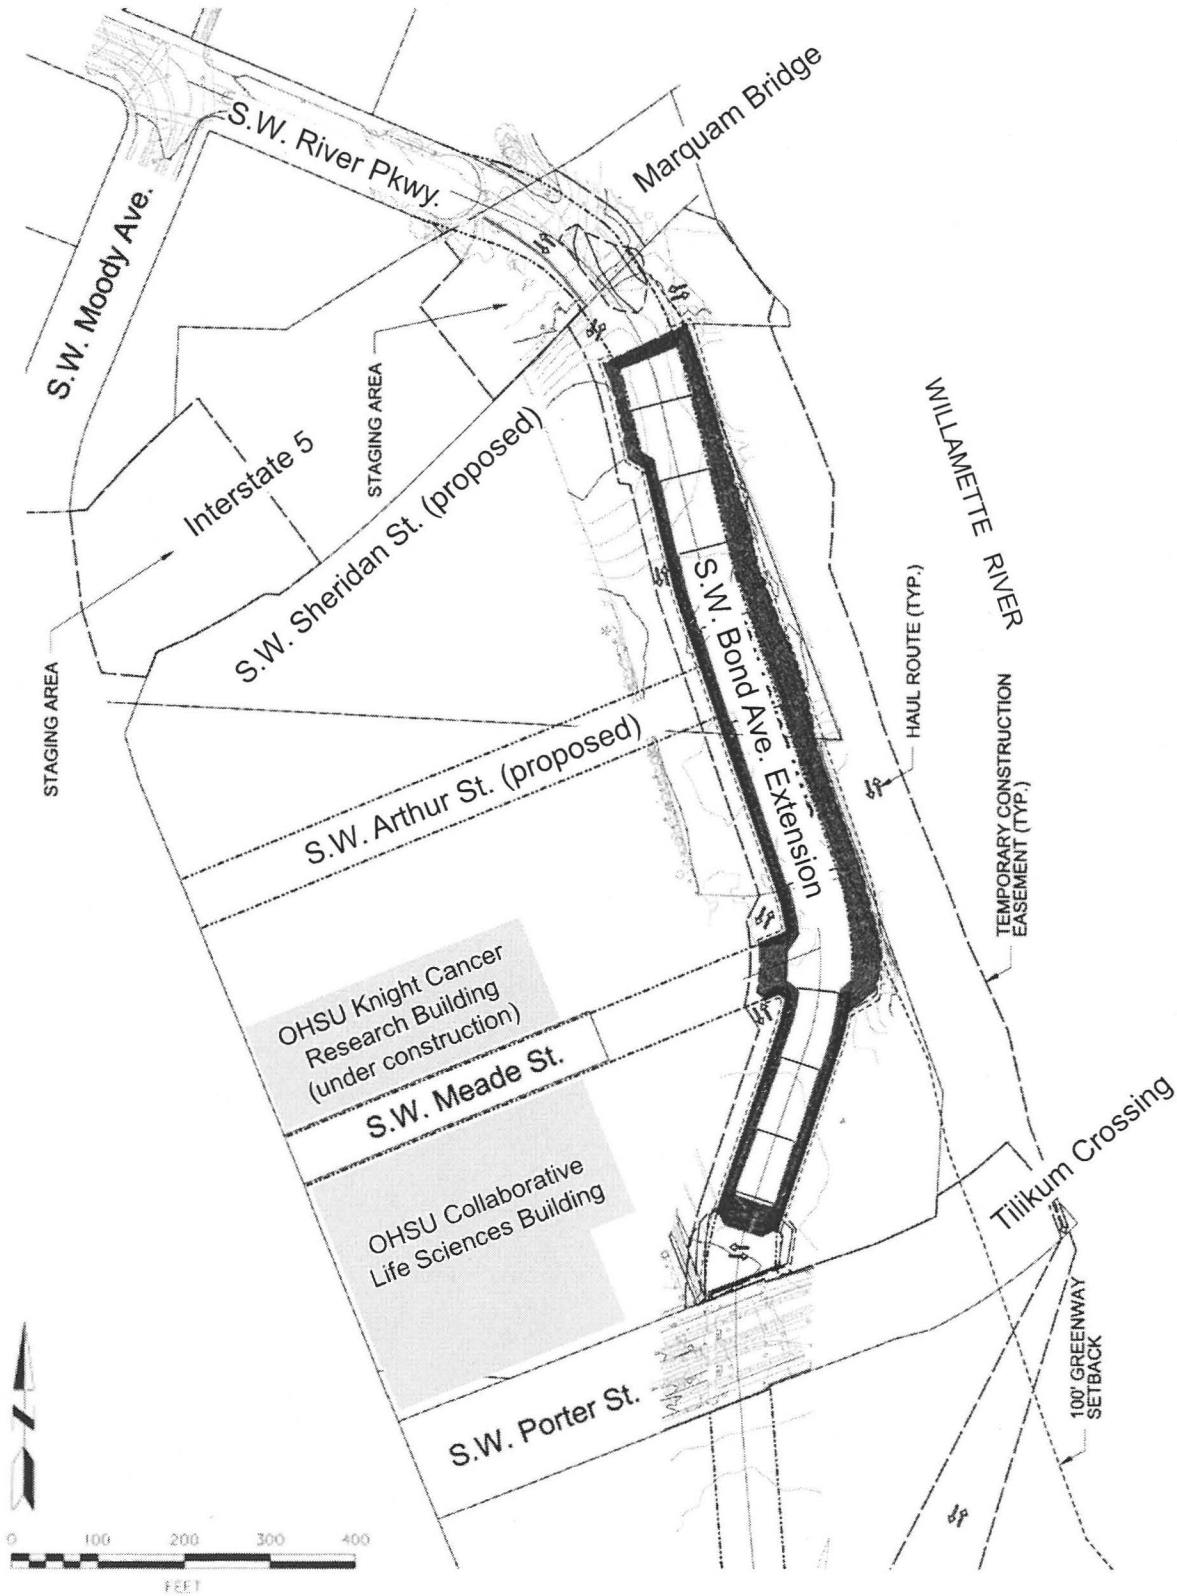 Marquam Bridge
S.W. River Pkwy.
S.W. Moody Ave.
STAGING AREA
Interstate 5
S.W. Sheridan St. (proposed)
STAGING AREA
WILLAMETTE RIVER
S.W. Bond Ave. Extension
HAUL ROUTE (TYP.)
S.W. Arthur St. (proposed)
TEMPORARY CONSTRUCTION
EASEMENT (TYP.)
OHSU Knight Cancer
Research Building
(under construction)
S.W. Meade St.
OHSU Collaborative
Life Sciences Building
Tilikum Crossing
100' GREENWAY
SETBACK
S.W. Porter St.
N
0 100 200 300 400
FEET